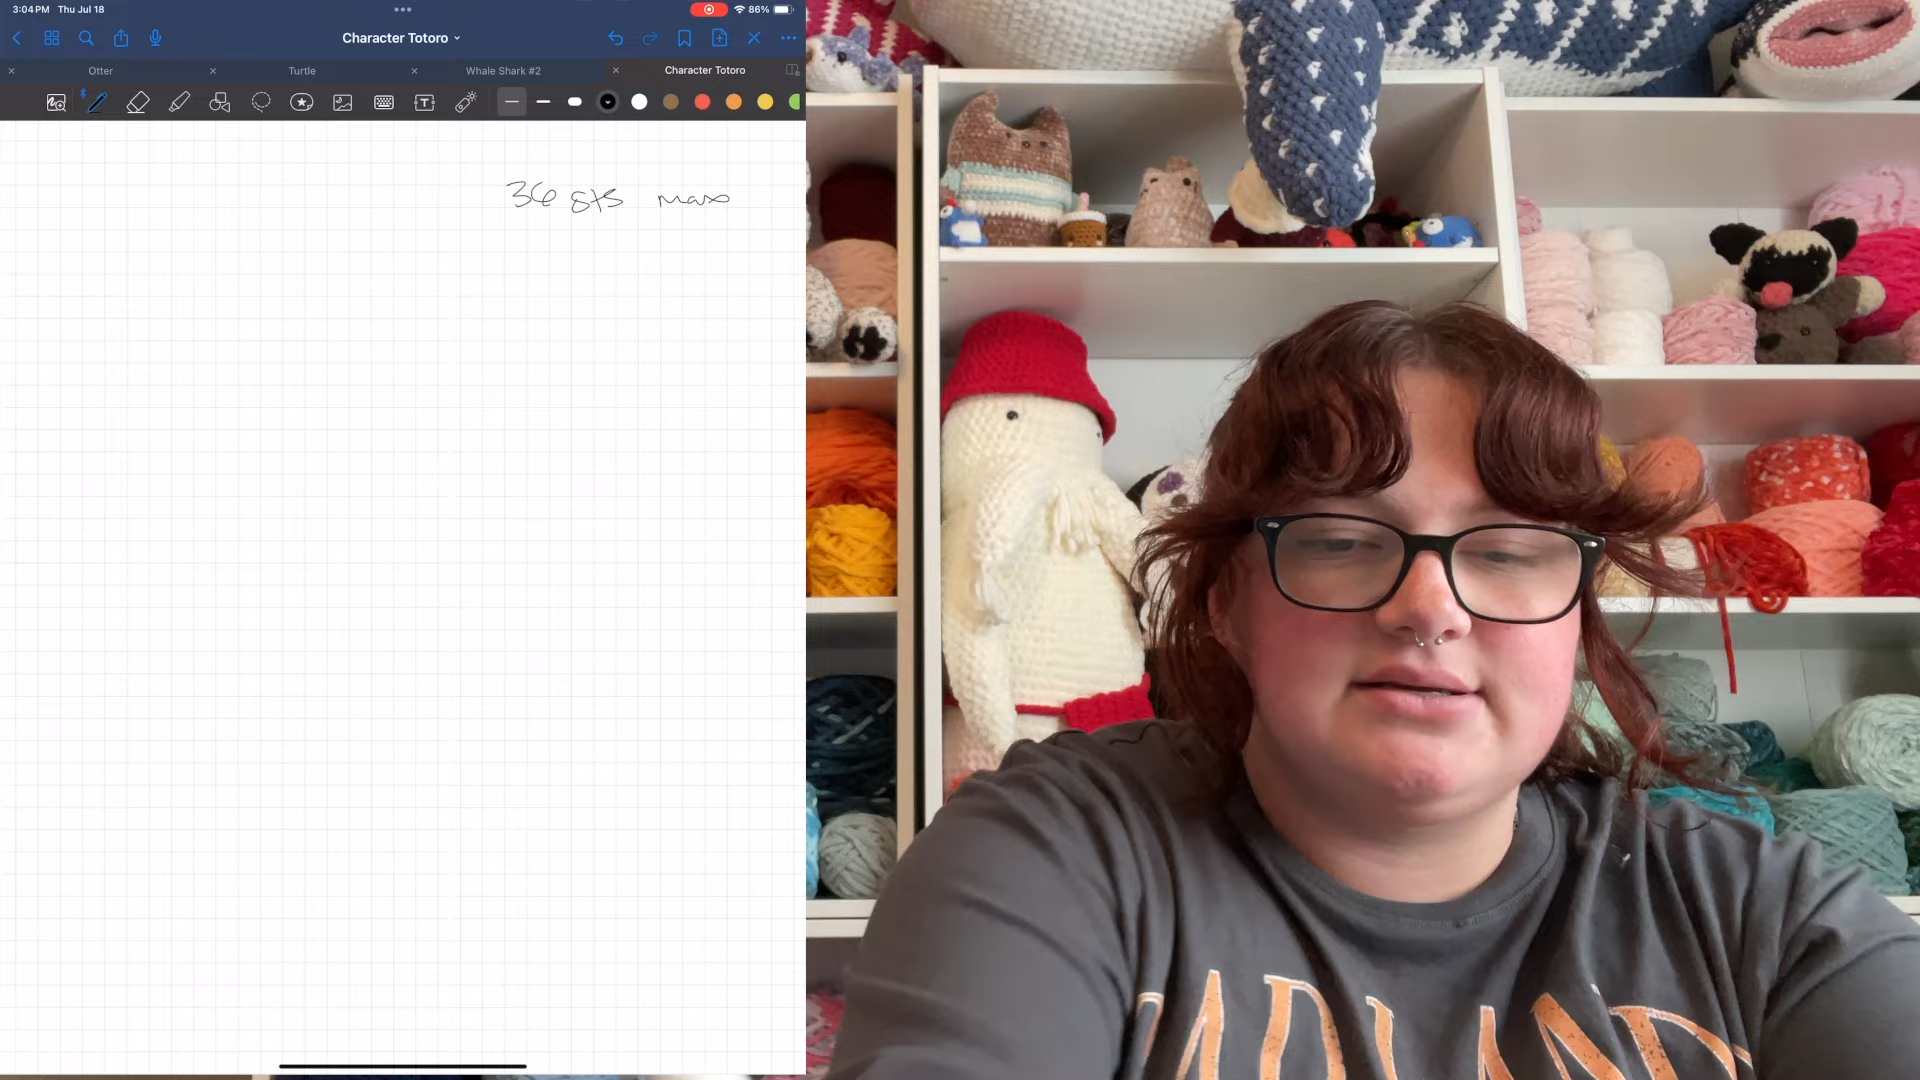 3:04 PM Thu Jul 18
86%
Character Totoro
Otter
Turtle
Whale Shark #2
Character Totoro
36 sts max